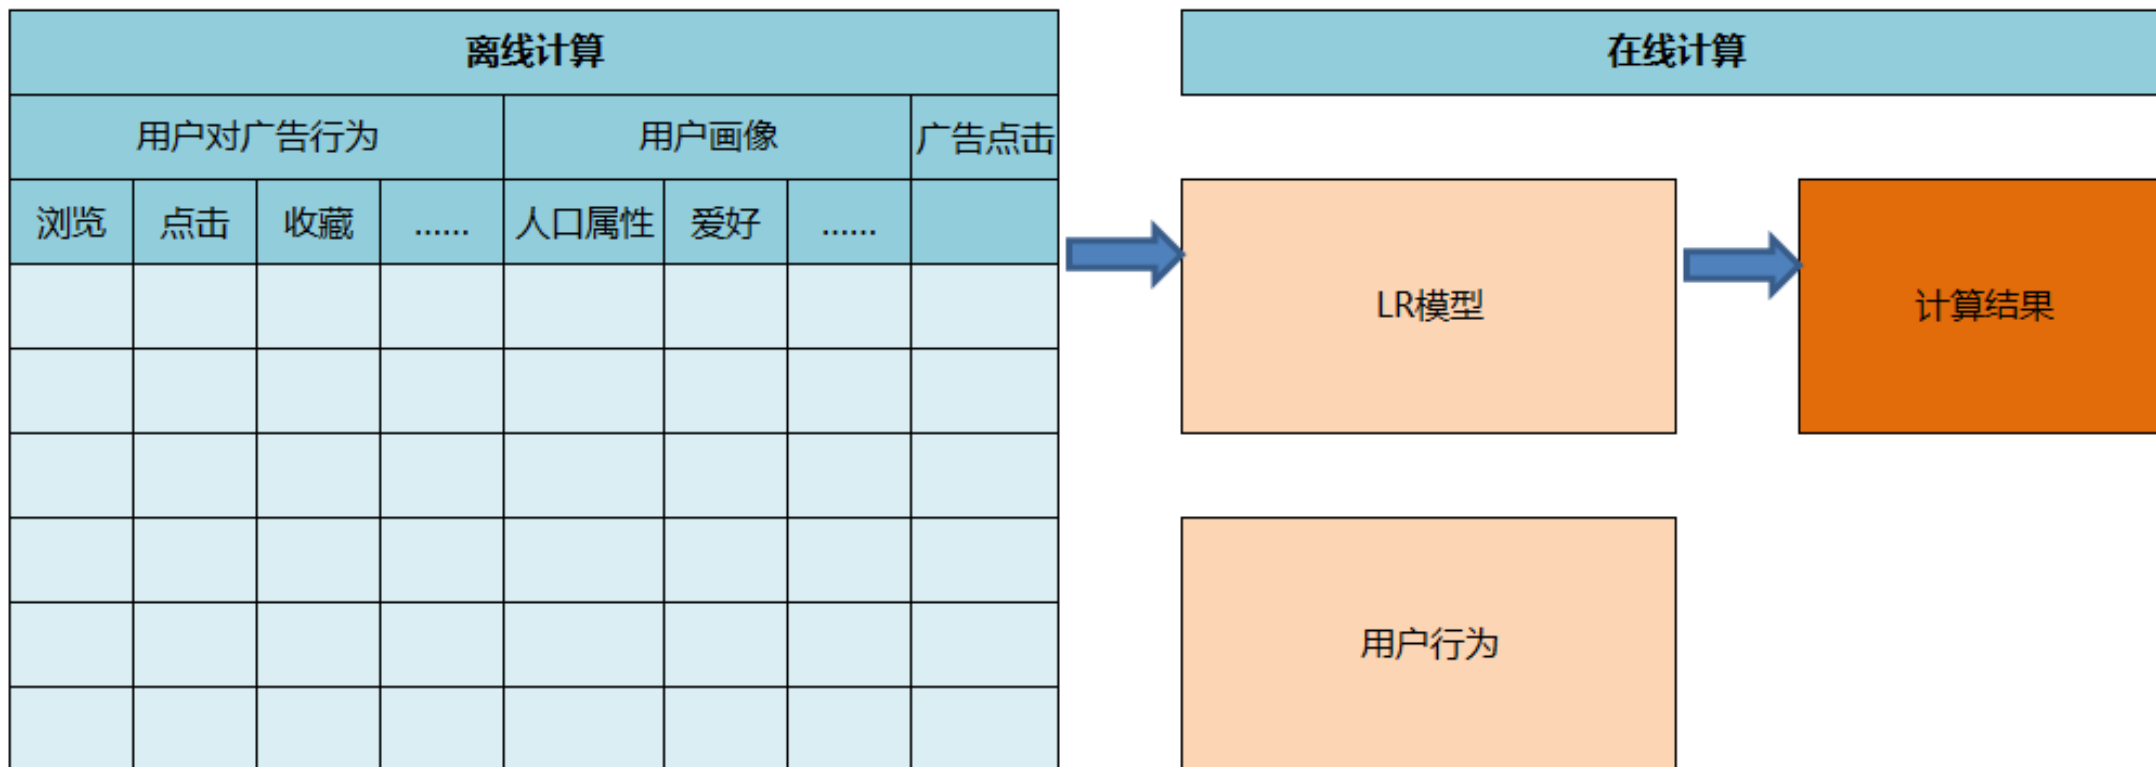 离线计算
在线计算
用户对广告行为
用户画像
广告点击
浏览
点击
收藏
......
人口属性
爱好
......
LR模型
计算结果
用户行为